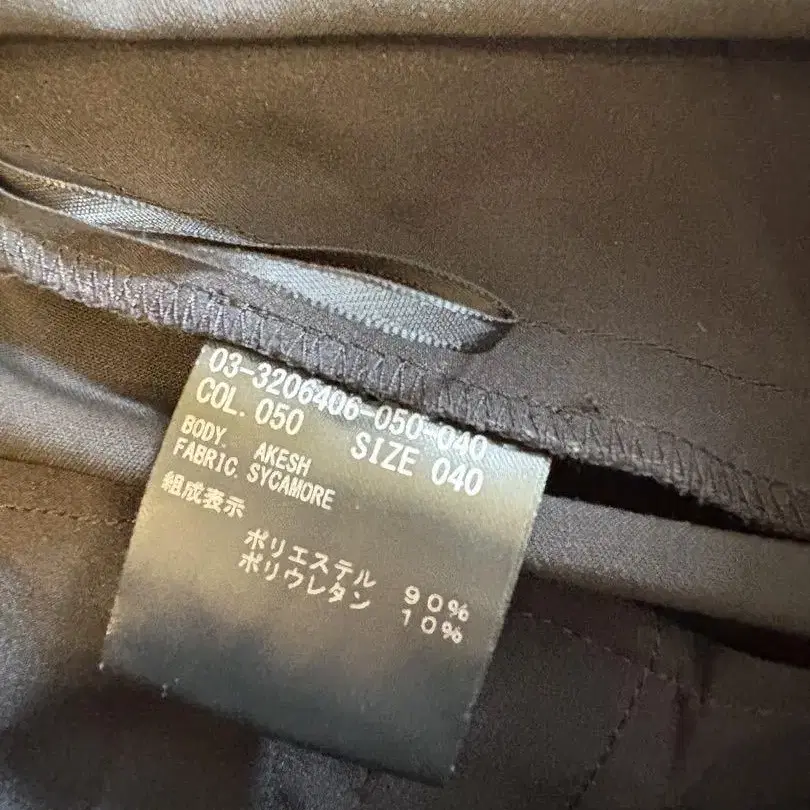 03-3206406-050-040
COL. 050 SIZE 040
BODY. AKESH
FABRIC. SYCAMORE
組成表示
ポリエステル 90%
ポリウレタン 10%